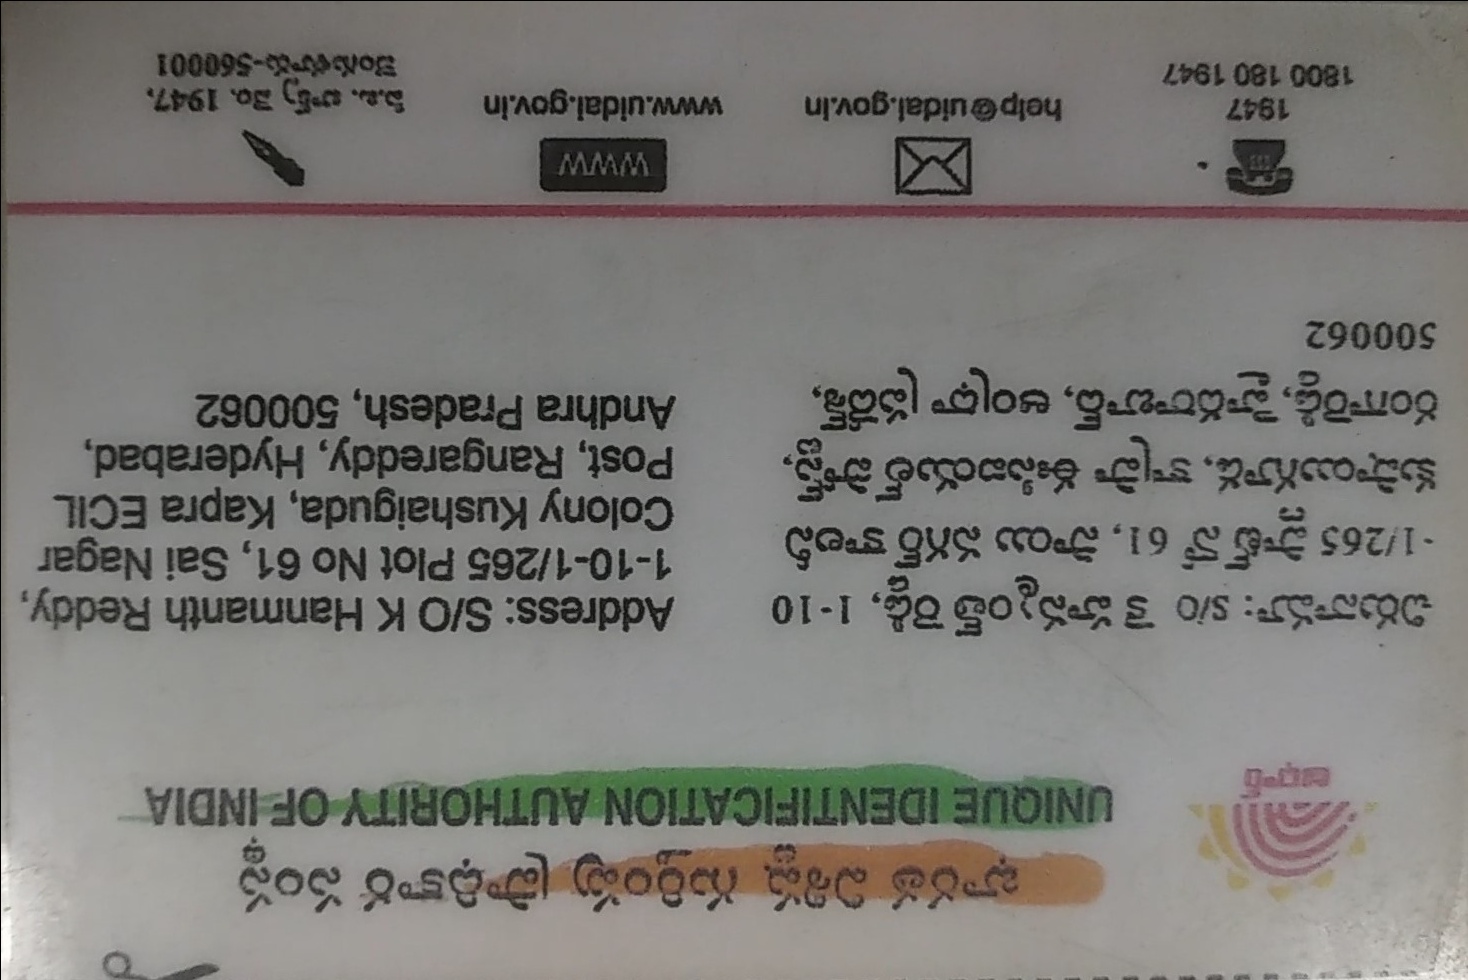 భారత విశిష్ట గుర్తింపు ప్రాధికార సంస్థ
UNIQUE IDENTIFICATION AUTHORITY OF INDIA
ఆధార్
చిరునామా: S/O కె హన్మంత్ రెడ్డి, 1-10
-1/265 ప్లాట్ నో 61, సాయి నగర్ కాలనీ
కుషాయిగూడ, కాప్రా ఈసిఐయల్ పోస్ట్,
రంగారెడ్డి, హైదరాబాద్, ఆంధ్రా ప్రదేశ్,
500062
Address: S/O K Hanmanth Reddy,
1-10-1/265 Plot No 61, Sai Nagar
Colony Kushaiguda, Kapra ECIL
Post, Rangareddy, Hyderabad,
Andhra Pradesh, 500062
1947
1800 180 1947
help@uidai.gov.in
WWW
www.uidai.gov.in
పి.బి. బాక్స్ నెం. 1947,
బెంగుళూరు-560001